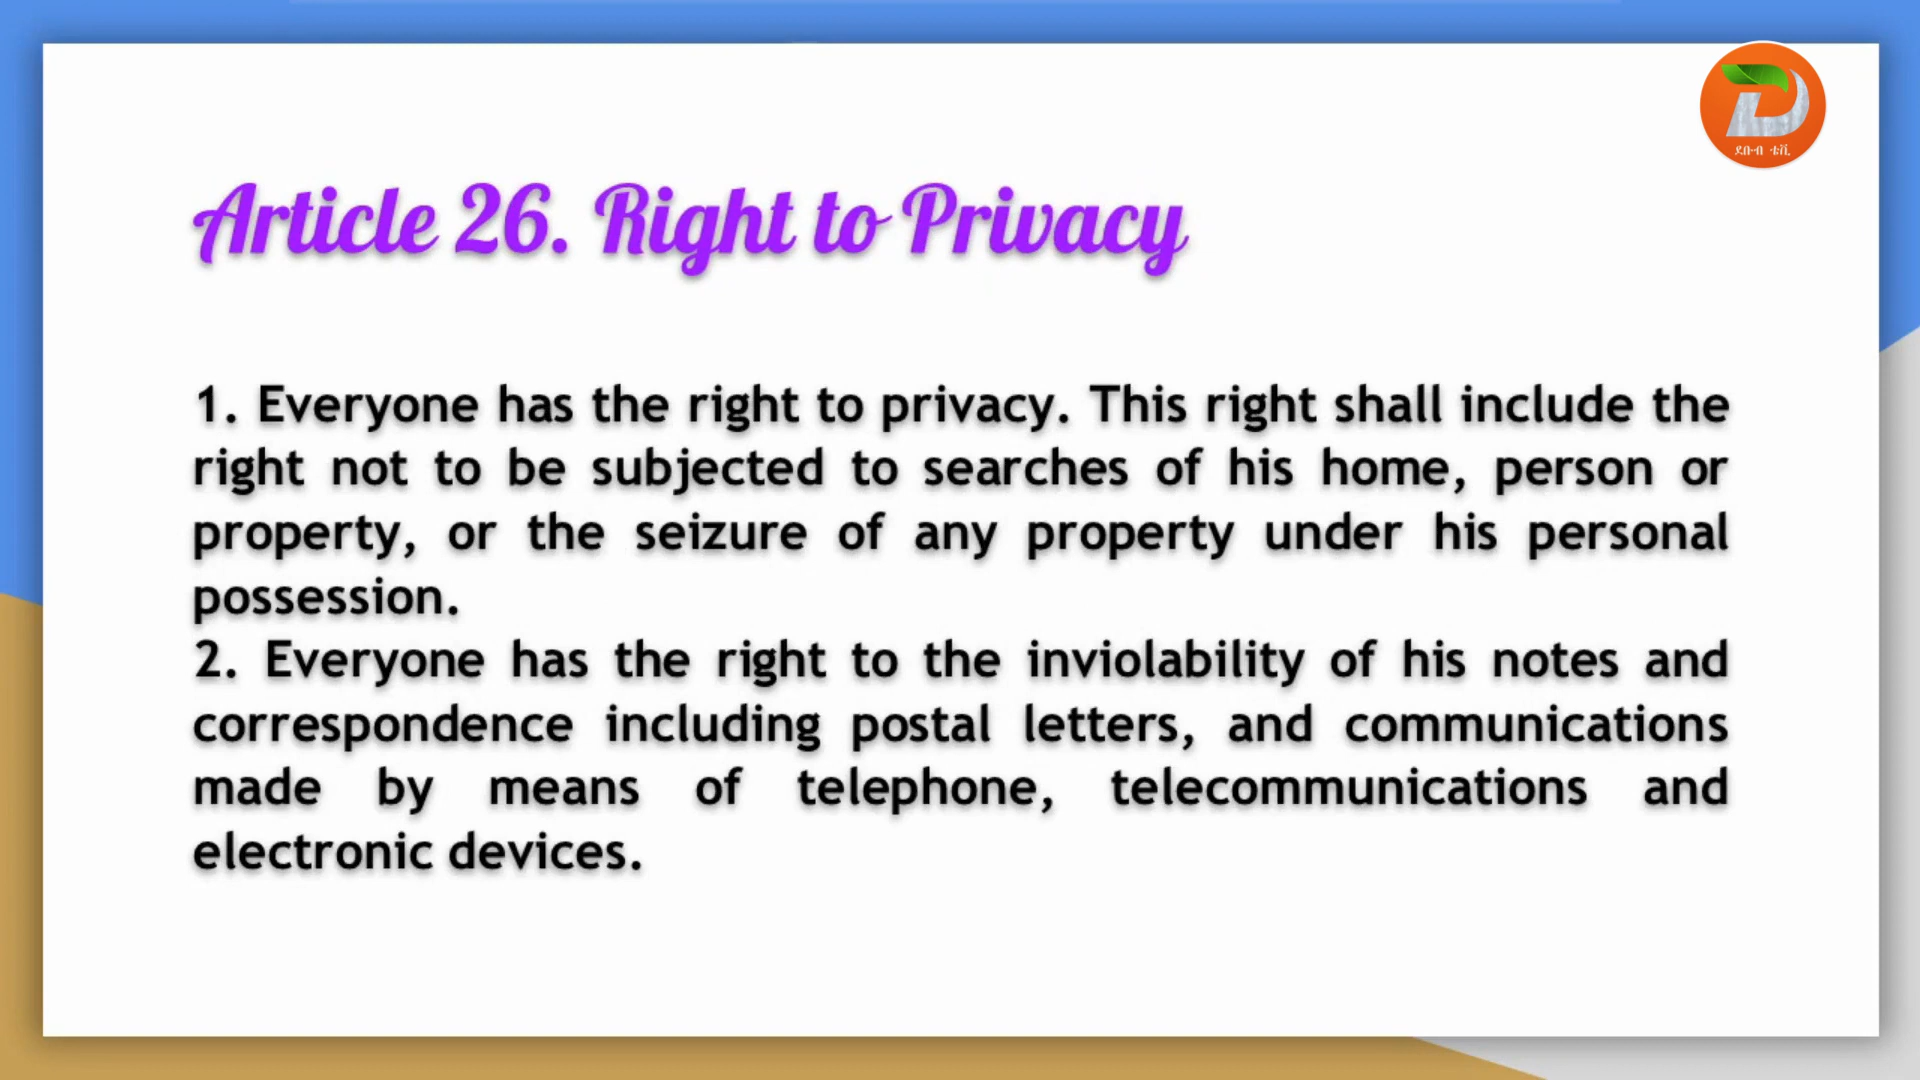 ደቡብ ቴቪ
Article 26. Right to Privacy
1. Everyone has the right to privacy. This right shall include the
right not to be subjected to searches of his home, person or
property, or the seizure of any property under his personal
possession.
2. Everyone has the right to the inviolability of his notes and
correspondence including postal letters, and communications
made by means of telephone, telecommunications and
electronic devices.